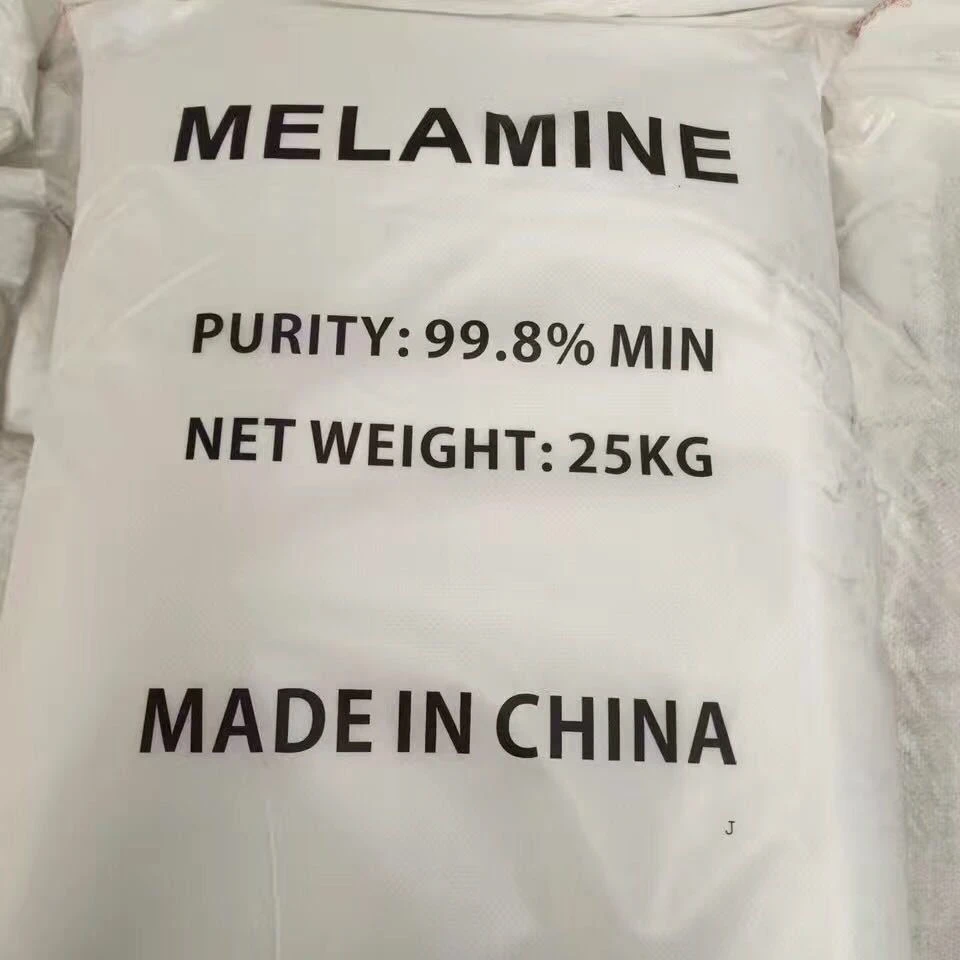 MELAMINE
PURITY: 99.8% MIN
NET WEIGHT: 25KG
MADE IN CHINA
J